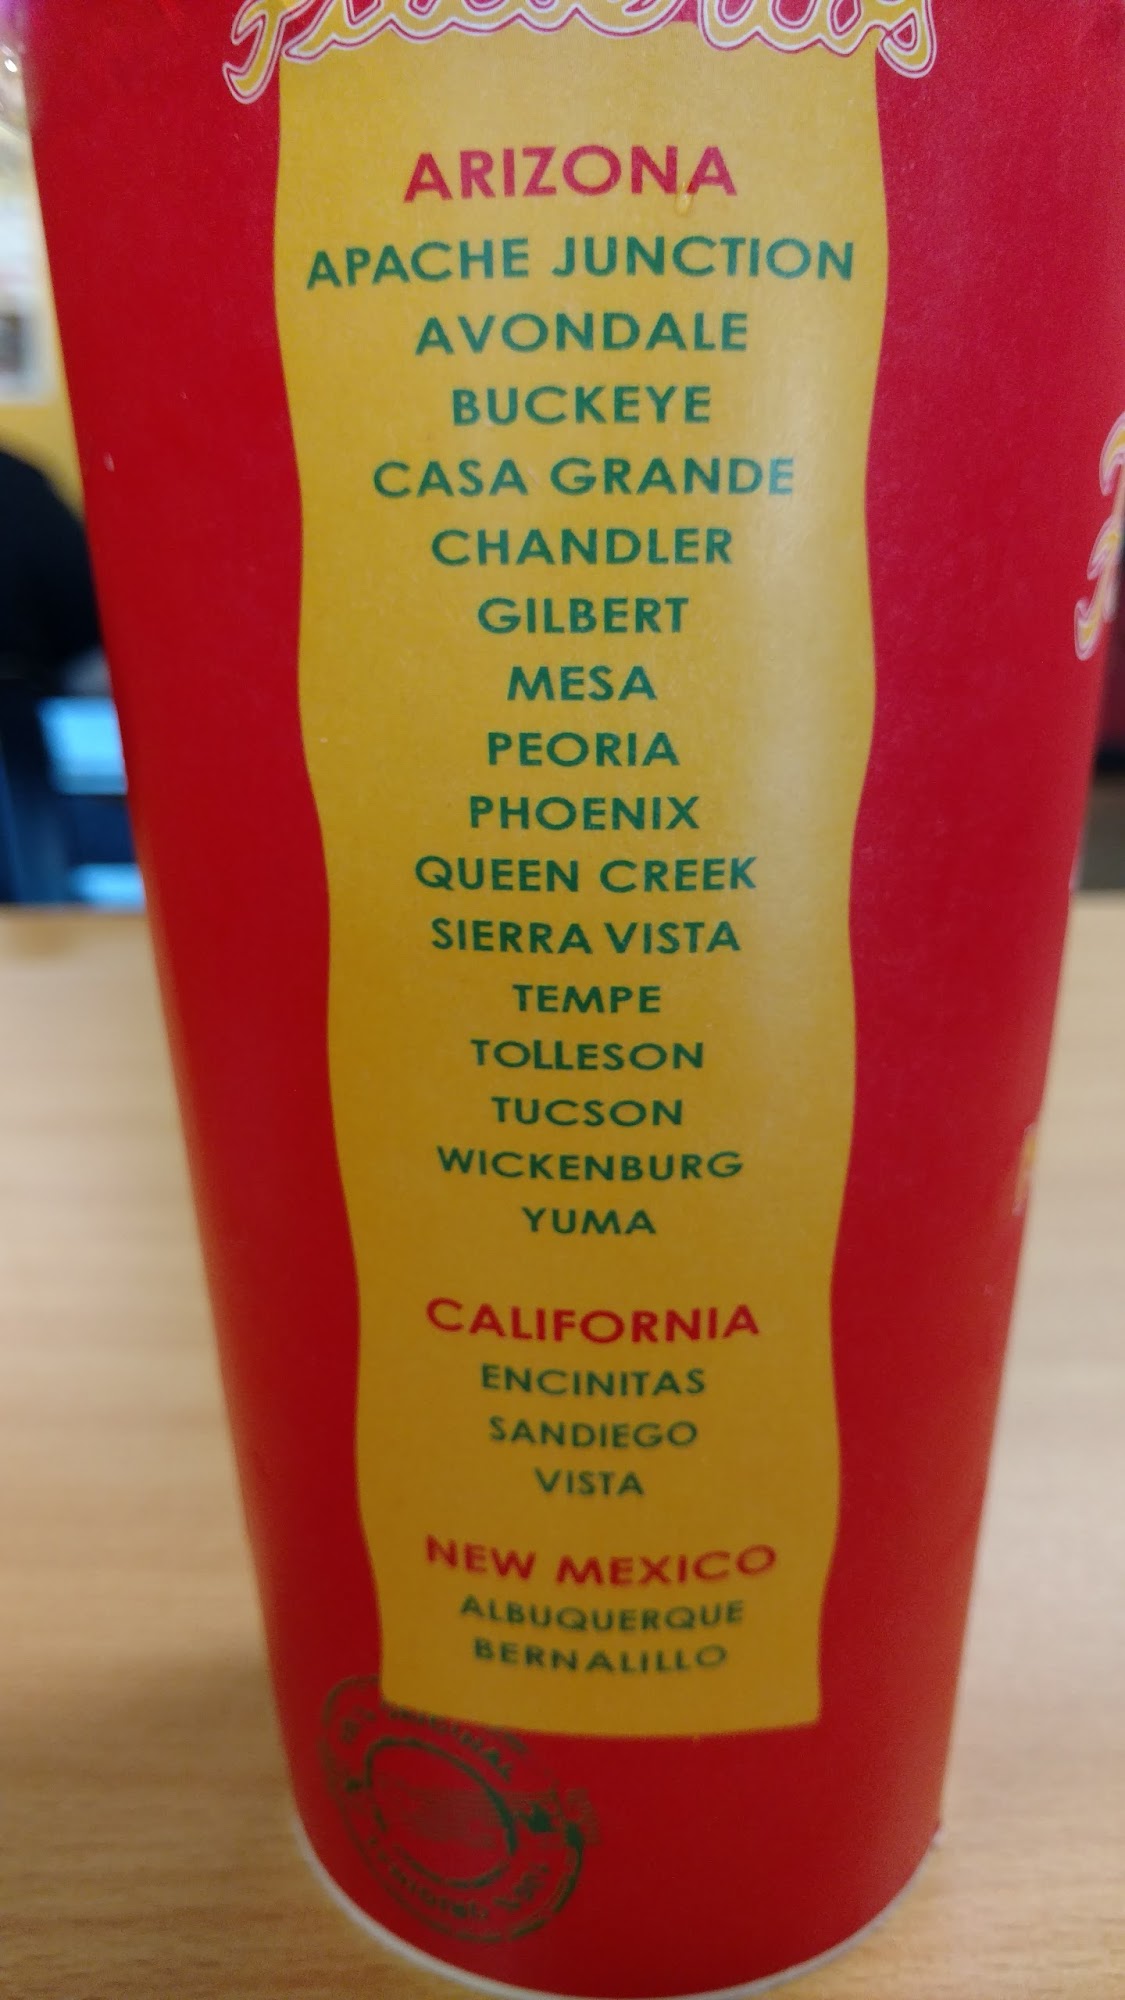 ARIZONA
APACHE JUNCTION
AVONDALE
BUCKEYE
CASA GRANDE
CHANDLER
GILBERT
MESA
PEORIA
PHOENIX
QUEEN CREEK
SIERRA VISTA
TEMPE
TOLLESON
TUCSON
WICKENBURG
YUMA
CALIFORNIA
ENCINITAS
SANDIEGO
VISTA
NEW MEXICO
ALBUQUERQUE
BERNALILLO
ORIGINAL